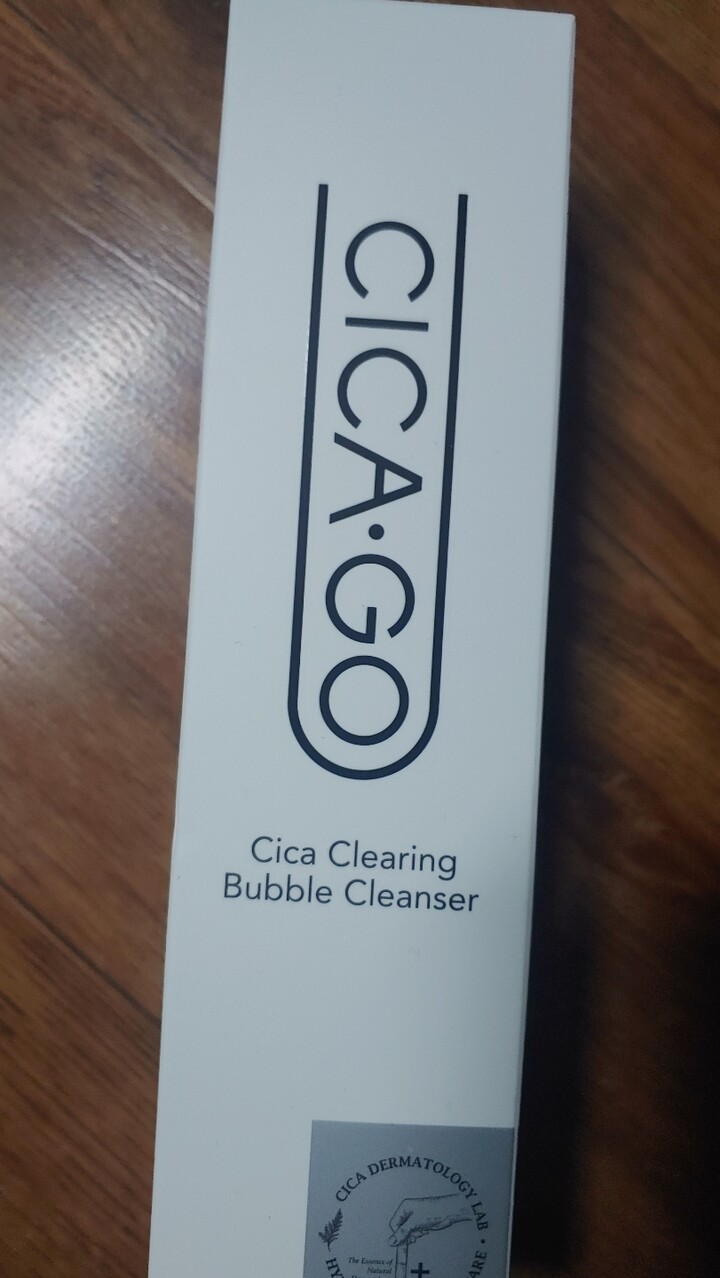 CICA·GO
Cica Clearing
Bubble Cleanser
CICA DERMATOLOGY LAB •
The Essence of
Natural